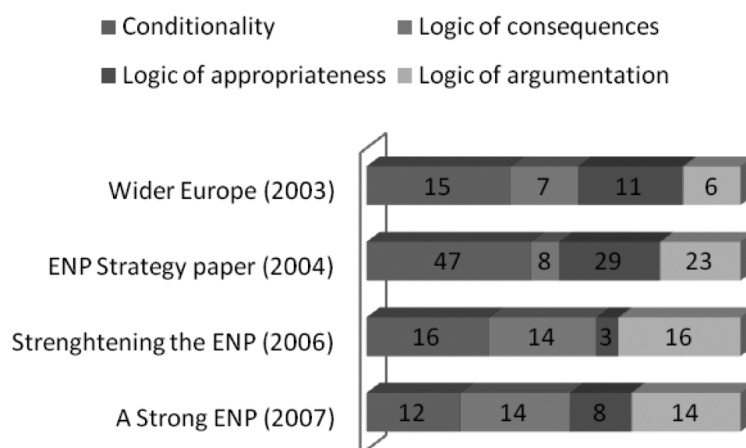 Conditionality Logic of consequences
Logic of appropriateness Logic of argumentation
Wider Europe (2003) 15 7 11 6
ENP Strategy paper (2004) 47 8 29 23
Strenghtening the ENP (2006) 16 14 3 16
A Strong ENP (2007) 12 14 8 14